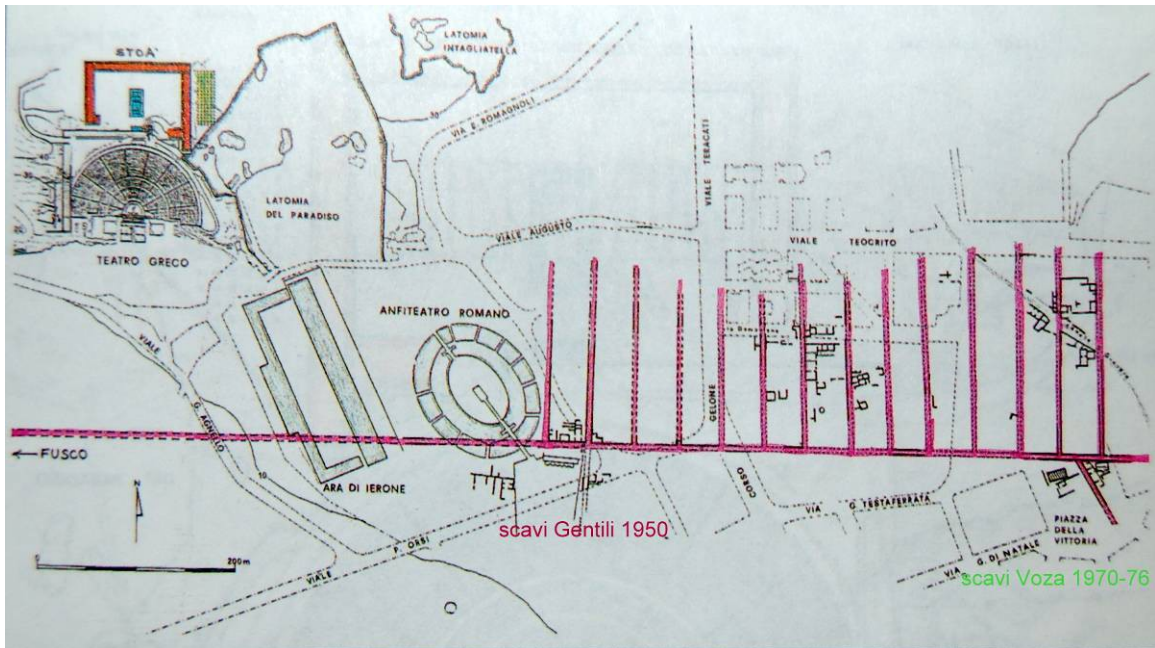 STOA'
LATOMIA
INTAGLIATELLA
VIA E. ROMAGNOLI
VIALE TERACATI
LATOMIA
DEL PARADISO
VIALE AUGUSTO
VIALE TEOCRITO
TEATRO GRECO
ANFITEATRO ROMANO
VIALE G. AGNELLO
GELONE
←FUSCO
ARA DI IERONE
10
CORSO
VIA G. TESTAFERRATA
N
scavi Gentili 1950
PIAZZA
DELLA
VITTORIA
0 200m
VIALE P. ORSI
VIA G. DI NATALE
scavi Voza 1970-76